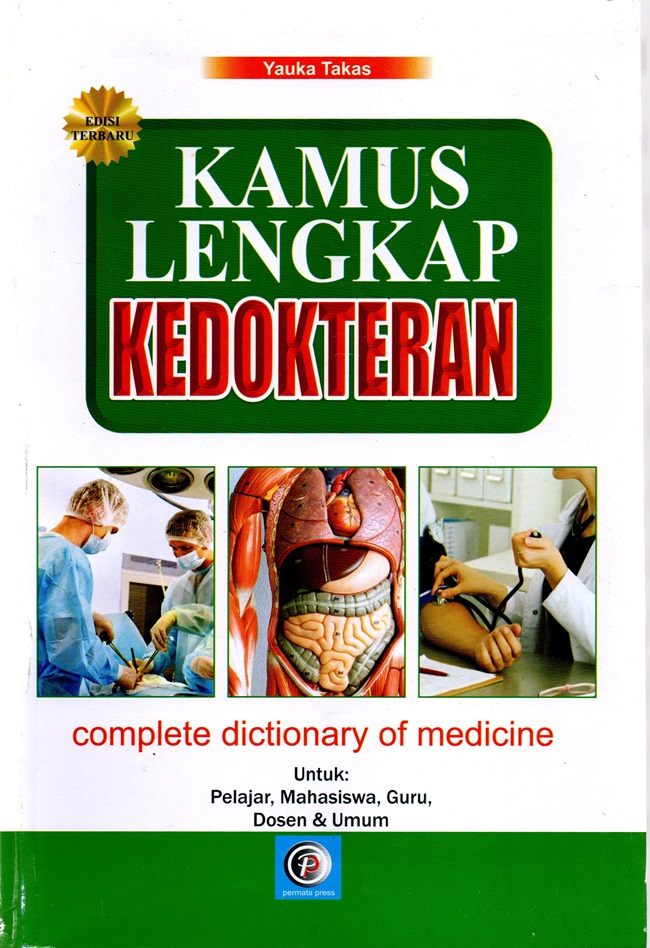 Yauka Takas
EDISI
TERBARU
KAMUS
LENGKAP
KEDOKTERAN
complete dictionary of medicine
Untuk:
Pelajar, Mahasiswa, Guru,
Dosen & Umum
P
permata press